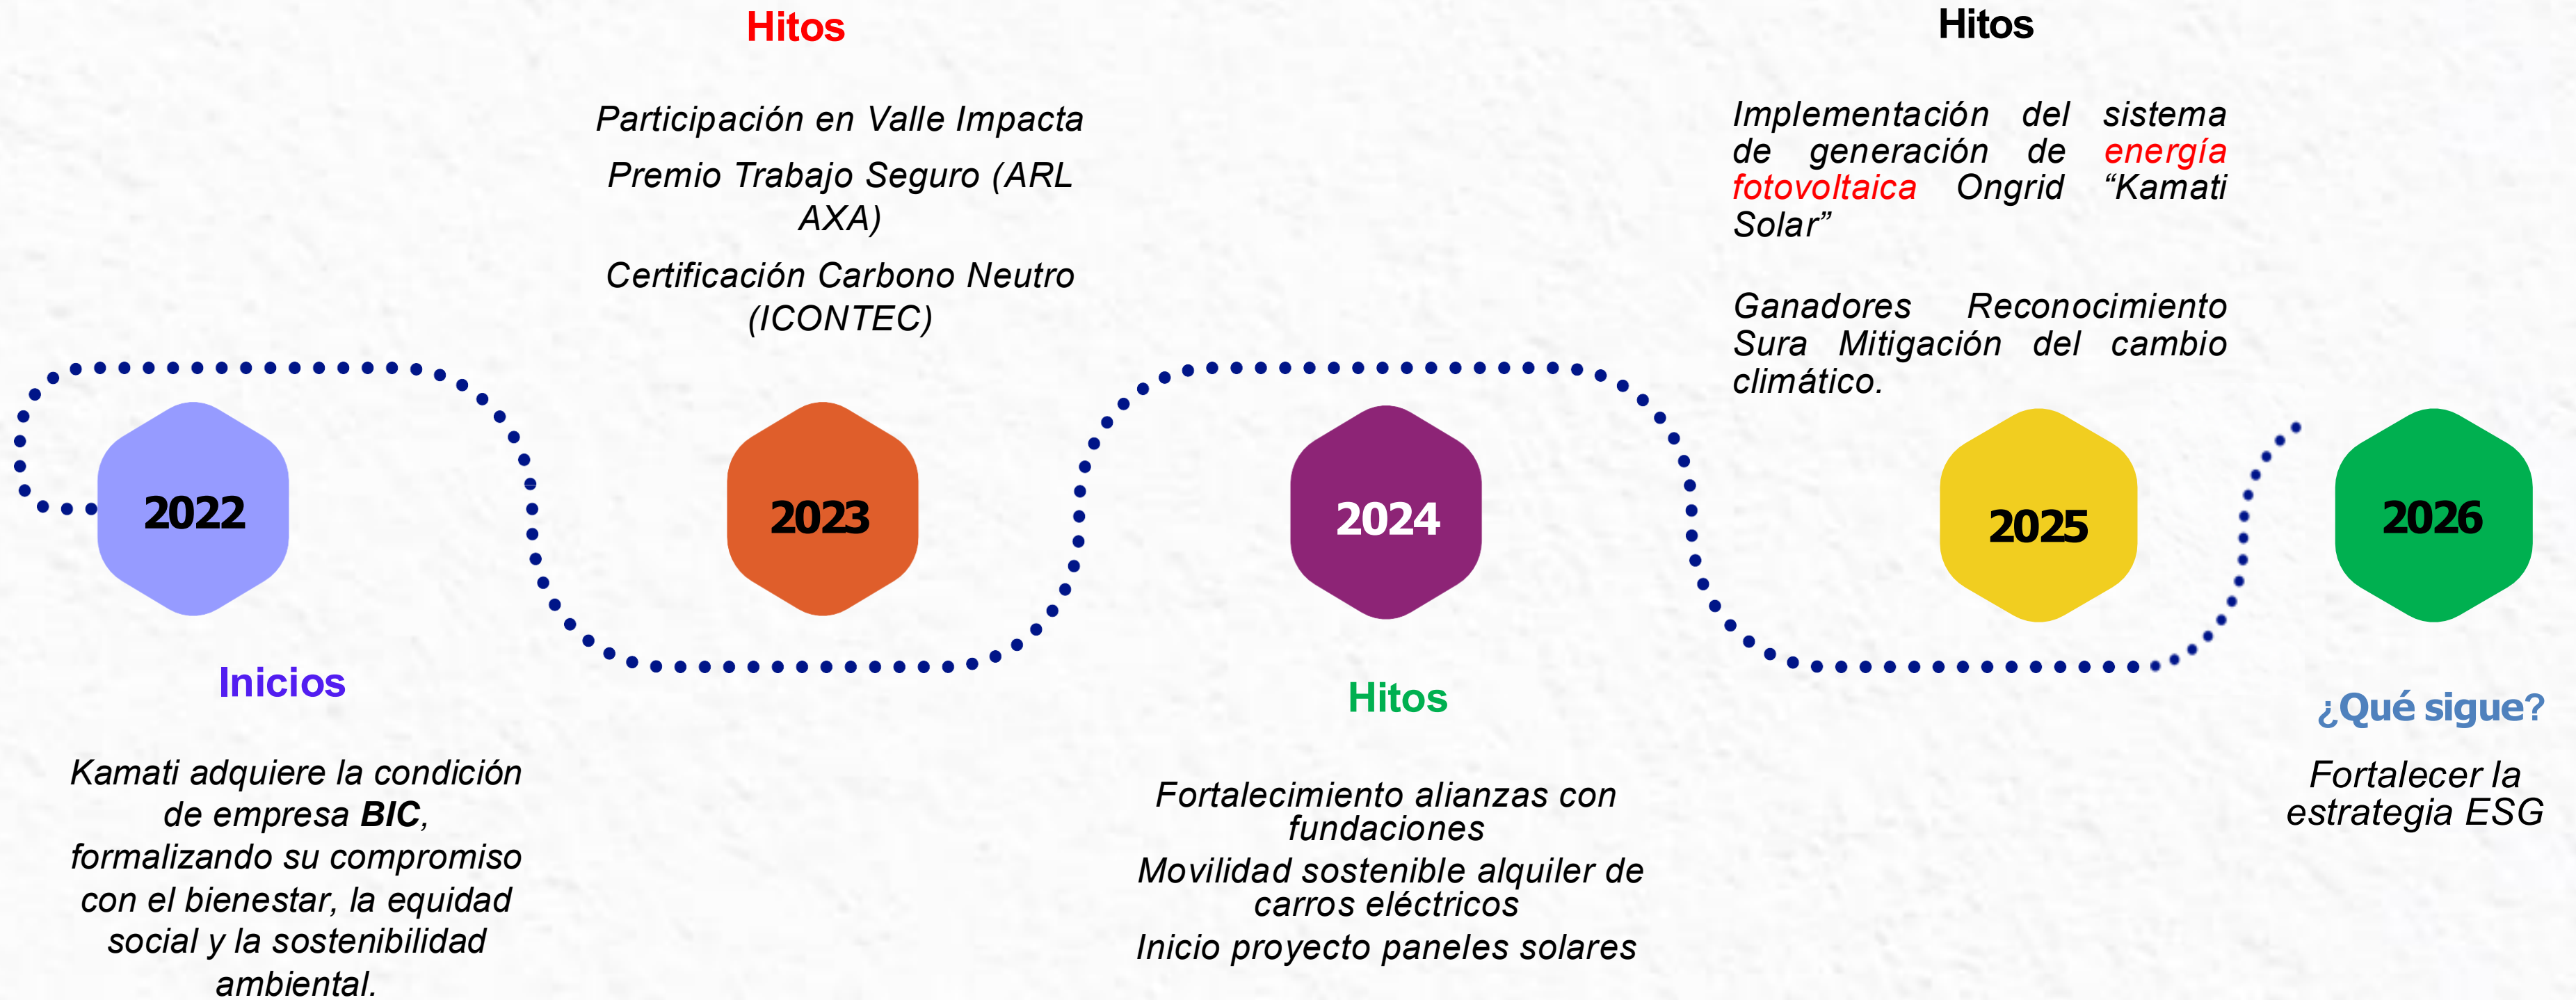 2022
Inicios
Kamati adquiere la condición
de empresa BIC,
formalizando su compromiso
con el bienestar, la equidad
social y la sostenibilidad
ambiental.
Hitos
Participación en Valle Impacta
Premio Trabajo Seguro (ARL
AXA)
Certificación Carbono Neutro
(ICONTEC)
2023
2024
Hitos
Fortalecimiento alianzas con
fundaciones
Movilidad sostenible alquiler de
carros eléctricos
Inicio proyecto paneles solares
Hitos
Implementación del sistema
de generación de energía
fotovoltaica Ongrid “Kamati
Solar”
Ganadores Reconocimiento
Sura Mitigación del cambio
climático.
2025
2026
¿Qué sigue?
Fortalecer la
estrategia ESG